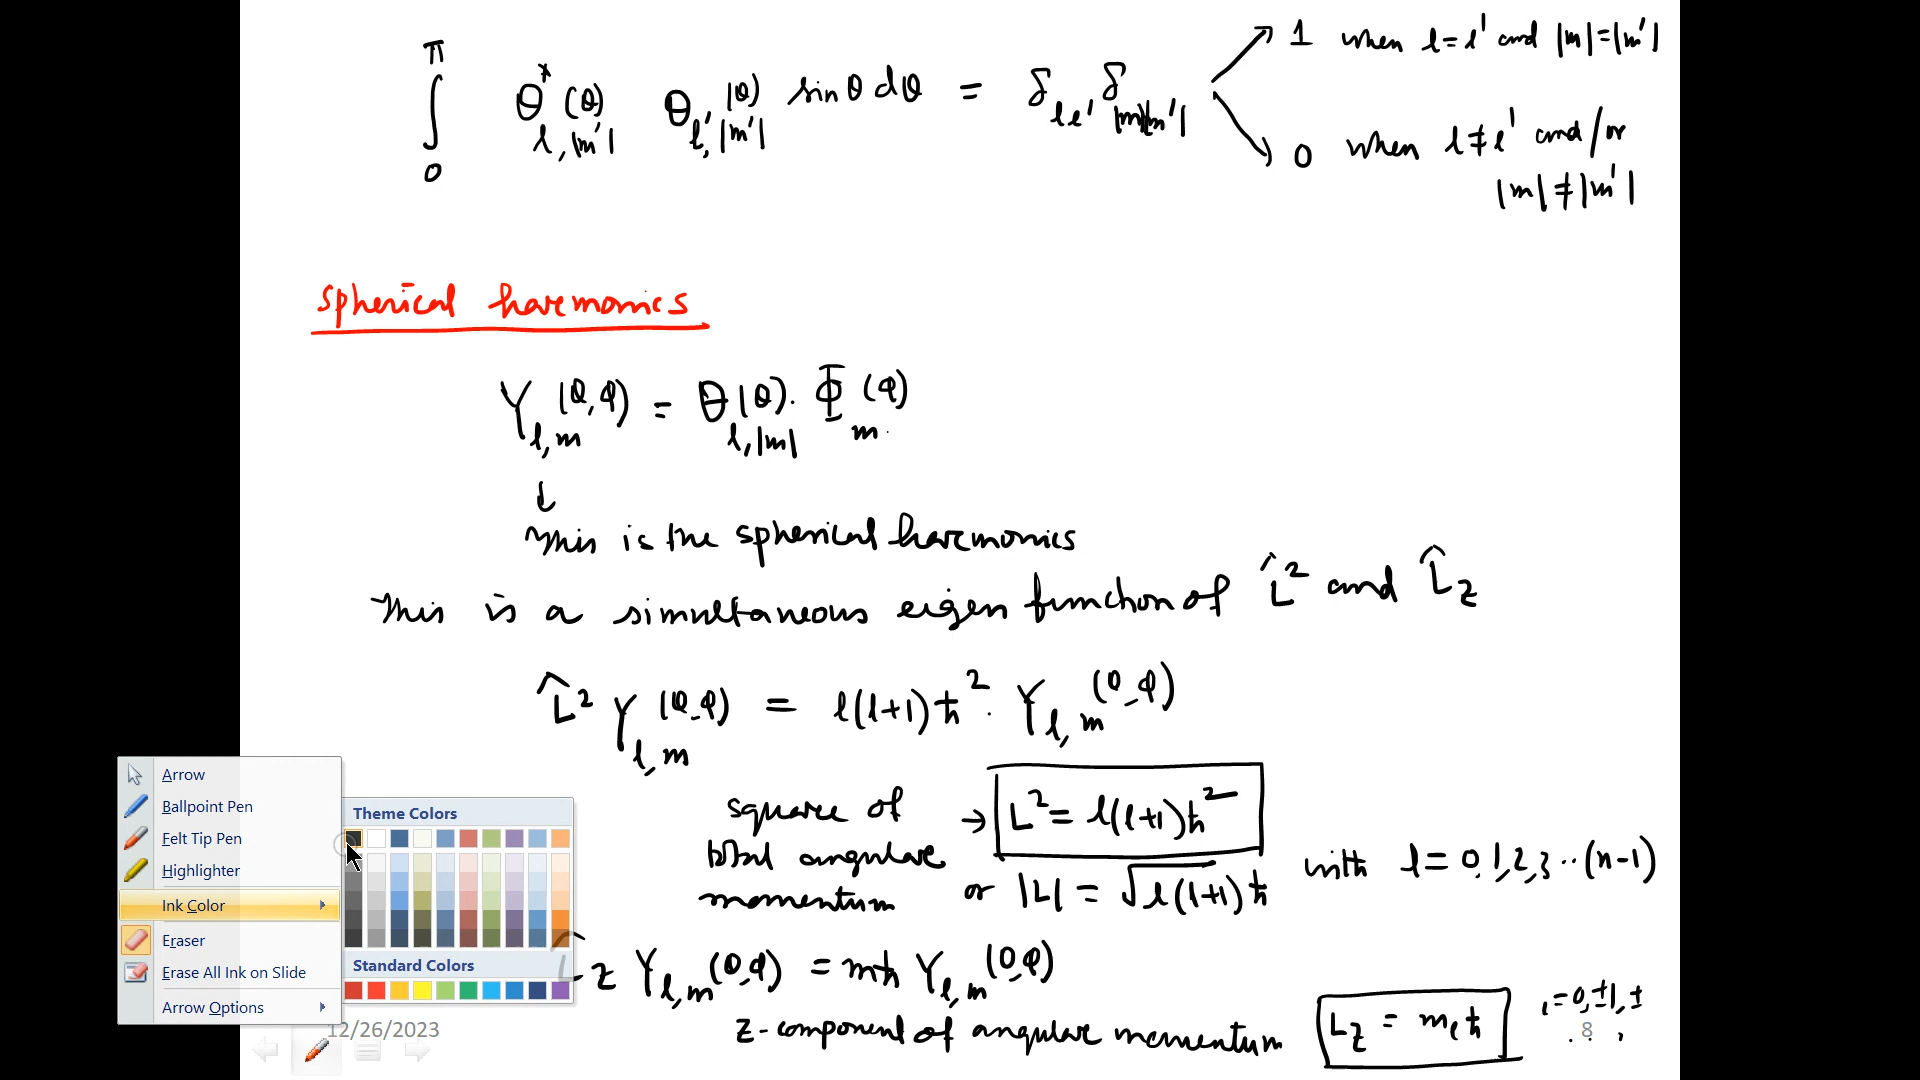 ∫₀^π Θ*_{l,|m'|}(θ) Θ_{l',|m'|}(θ) sinθ dθ = δ_{ll'} δ_{|m||m'|}
1 when l=l' and |m|=|m'|
0 when l≠l' and/or |m|≠|m'|
Spherical harmonics
Y_{l,m}(θ,φ) = Θ_{l,|m|}(θ). Φ_m(φ)
↓
This is the spherical harmonics
This is a simultaneous eigen function of L̂² and L̂z
L̂² Y_{l,m}(θ,φ) = l(l+1)ħ². Y_{l,m}(θ,φ)
square of total angular momentum → L² = l(l+1)ħ²
or |L| = √l(l+1) ħ with l = 0,1,2,3··(n-1)
L̂z Y_{l,m}(θ,φ) = mħ Y_{l,m}(θ,φ)
z-component of angular momentum Lz = m_l ħ
=0,±1,±
Arrow
Ballpoint Pen
Felt Tip Pen
Highlighter
Ink Color
Eraser
Erase All Ink on Slide
Arrow Options
Theme Colors
Standard Colors
12/26/2023
8